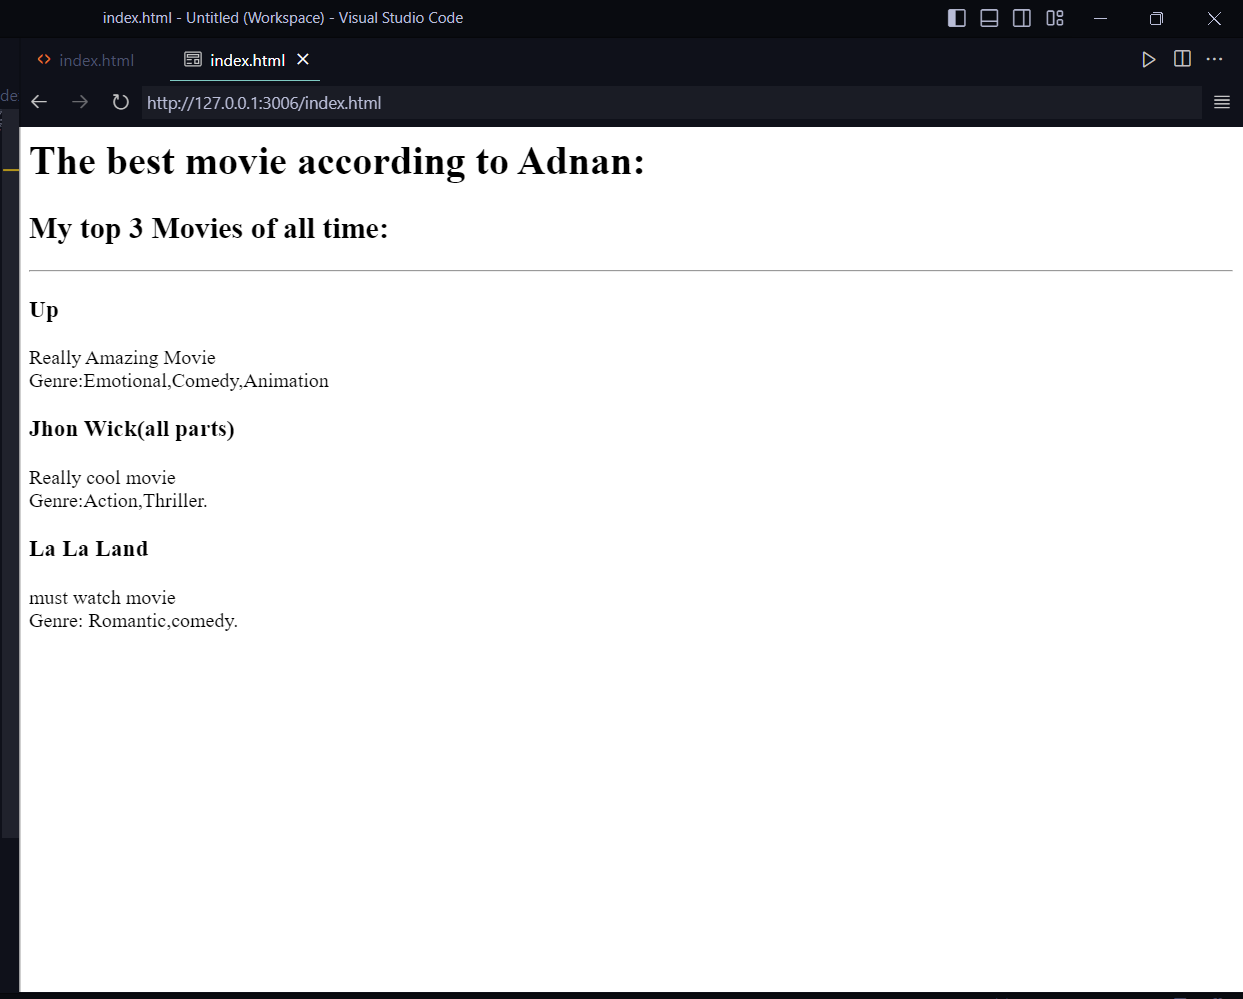 index.html - Untitled (Workspace) - Visual Studio Code
index.html
index.html
http://127.0.0.1:3006/index.html
The best movie according to Adnan:
My top 3 Movies of all time:
Up
Really Amazing Movie
Genre:Emotional,Comedy,Animation
Jhon Wick(all parts)
Really cool movie
Genre:Action,Thriller.
La La Land
must watch movie
Genre: Romantic,comedy.